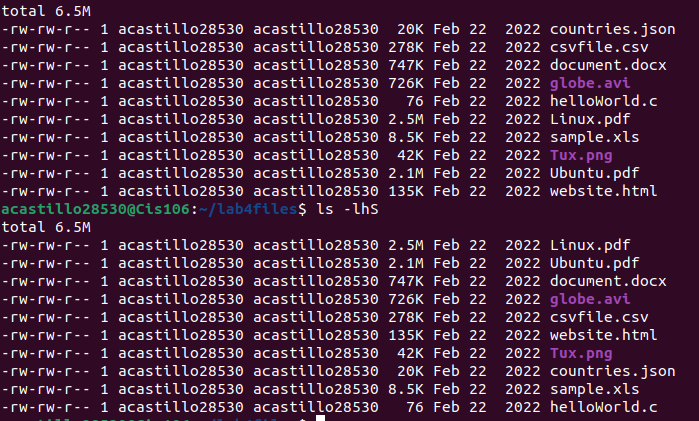 total 6.5M
-rw-rw-r-- 1 acastillo28530 acastillo28530  20K Feb 22  2022 countries.json
-rw-rw-r-- 1 acastillo28530 acastillo28530 278K Feb 22  2022 csvfile.csv
-rw-rw-r-- 1 acastillo28530 acastillo28530 747K Feb 22  2022 document.docx
-rw-rw-r-- 1 acastillo28530 acastillo28530 726K Feb 22  2022 globe.avi
-rw-rw-r-- 1 acastillo28530 acastillo28530   76 Feb 22  2022 helloWorld.c
-rw-rw-r-- 1 acastillo28530 acastillo28530 2.5M Feb 22  2022 Linux.pdf
-rw-rw-r-- 1 acastillo28530 acastillo28530 8.5K Feb 22  2022 sample.xls
-rw-rw-r-- 1 acastillo28530 acastillo28530  42K Feb 22  2022 Tux.png
-rw-rw-r-- 1 acastillo28530 acastillo28530 2.1M Feb 22  2022 Ubuntu.pdf
-rw-rw-r-- 1 acastillo28530 acastillo28530 135K Feb 22  2022 website.html
acastillo28530@Cis106:~/lab4files$ ls -lhS
total 6.5M
-rw-rw-r-- 1 acastillo28530 acastillo28530 2.5M Feb 22  2022 Linux.pdf
-rw-rw-r-- 1 acastillo28530 acastillo28530 2.1M Feb 22  2022 Ubuntu.pdf
-rw-rw-r-- 1 acastillo28530 acastillo28530 747K Feb 22  2022 document.docx
-rw-rw-r-- 1 acastillo28530 acastillo28530 726K Feb 22  2022 globe.avi
-rw-rw-r-- 1 acastillo28530 acastillo28530 278K Feb 22  2022 csvfile.csv
-rw-rw-r-- 1 acastillo28530 acastillo28530 135K Feb 22  2022 website.html
-rw-rw-r-- 1 acastillo28530 acastillo28530  42K Feb 22  2022 Tux.png
-rw-rw-r-- 1 acastillo28530 acastillo28530  20K Feb 22  2022 countries.json
-rw-rw-r-- 1 acastillo28530 acastillo28530 8.5K Feb 22  2022 sample.xls
-rw-rw-r-- 1 acastillo28530 acastillo28530   76 Feb 22  2022 helloWorld.c